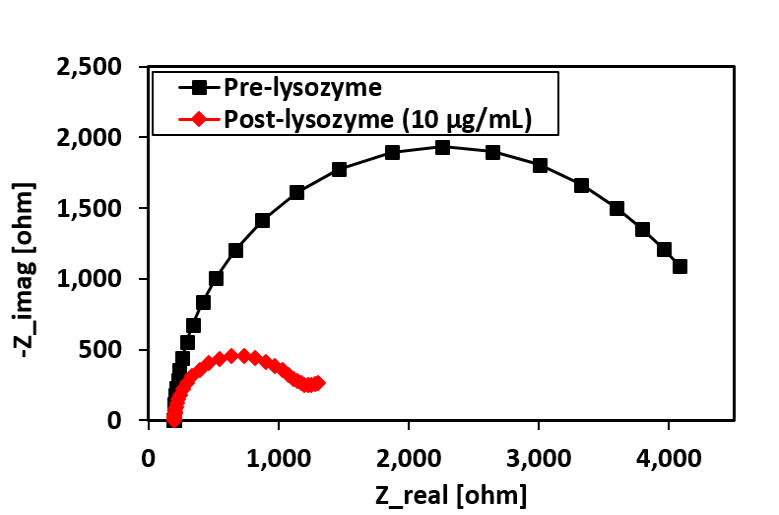 2,500
2,000
1,500
1,000
500
0
-Z_imag [ohm]
Pre-lysozyme
Post-lysozyme (10 µg/mL)
0 1,000 2,000 3,000 4,000
Z_real [ohm]